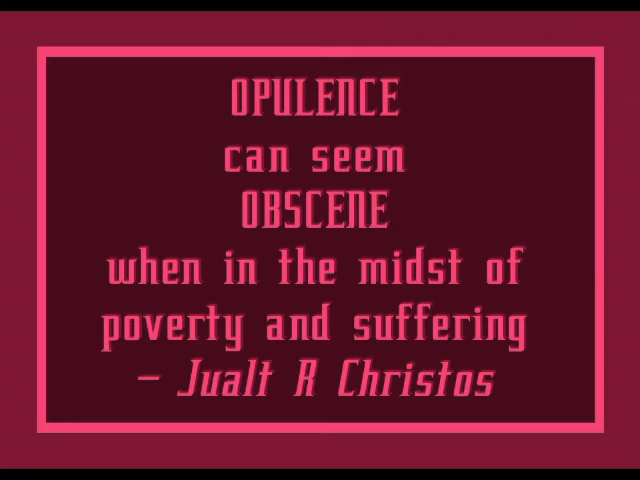 OPULENCE
can seem
OBSCENE
when in the midst of
poverty and suffering
– Jualt R Christos